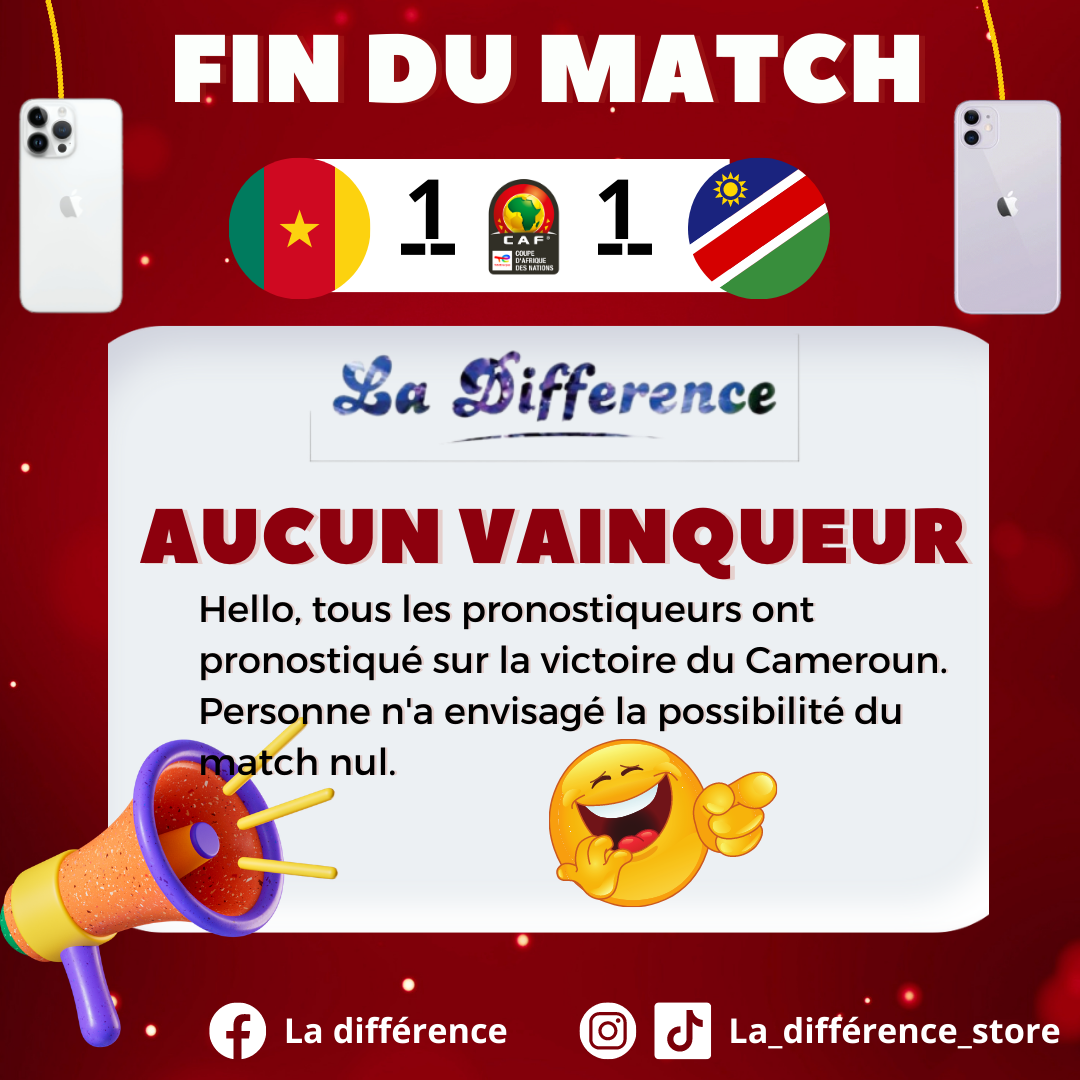 FIN DU MATCH
1 1
CAF
COUPE
D'AFRIQUE
DES NATIONS
La Difference
AUCUN VAINQUEUR
Hello, tous les pronostiqueurs ont
pronostiqué sur la victoire du Cameroun.
Personne n'a envisagé la possibilité du
match nul.
La différence
La_différence_store